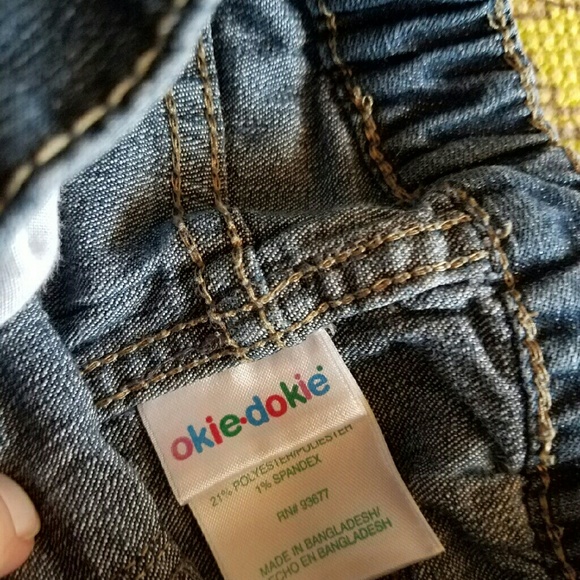 okie·dokie
21% POLYESTER/POLIESTER
1% SPANDEX
RN# 93677
MADE IN BANGLADESH/
HECHO EN BANGLADESH